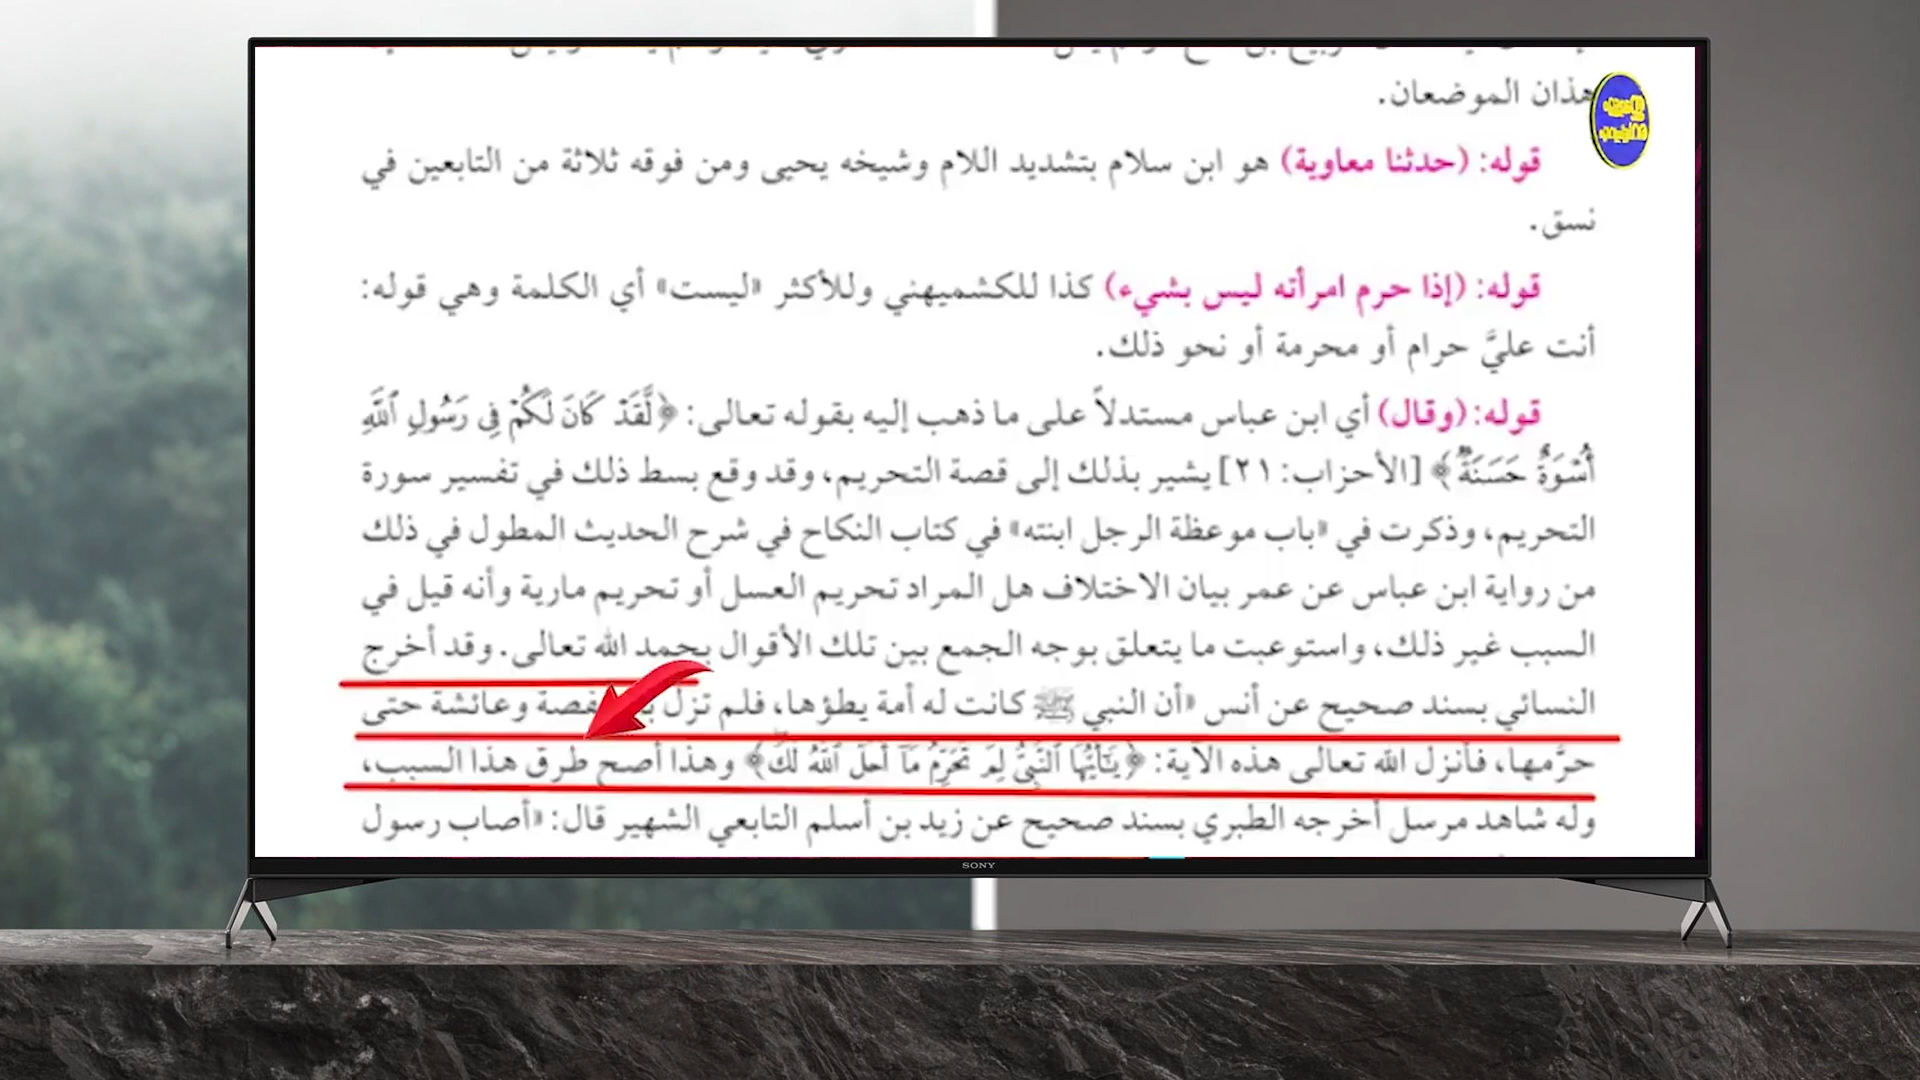 هذان الموضعان.
قوله: (حدثنا معاوية) هو ابن سلام بتشديد اللام وشيخه يحيى ومن فوقه ثلاثة من التابعين في
نسق.
قوله: (إذا حرم امرأته ليس بشيء) كذا للكشميهني وللأكثر «ليست» أي الكلمة وهي قوله:
أنت عليَّ حرام أو محرمة أو نحو ذلك.
قوله: (وقال) أي ابن عباس مستدلاً على ما ذهب إليه بقوله تعالى: ﴿لَّقَدْ كَانَ لَكُمْ فِي رَسُولِ ٱللَّهِ
أُسْوَةٌ حَسَنَةٌ﴾ [الأحزاب: ٢١] يشير بذلك إلى قصة التحريم، وقد وقع بسط ذلك في تفسير سورة
التحريم، وذكرت في «باب موعظة الرجل ابنته» في كتاب النكاح في شرح الحديث المطول في ذلك
من رواية ابن عباس عن عمر بيان الاختلاف هل المراد تحريم العسل أو تحريم مارية وأنه قيل في
السبب غير ذلك، واستوعبت ما يتعلق بوجه الجمع بين تلك الأقوال بحمد الله تعالى. وقد أخرج
النسائي بسند صحيح عن أنس «أن النبي ﷺ كانت له أمة يطؤها، فلم تزل وعائشة حتى
حرَّمها، فأنزل الله تعالى هذه الآية: ﴿يَٰٓأَيُّهَا ٱلنَّبِيُّ لِمَ تُحَرِّمُ مَآ أَحَلَّ ٱللَّهُ لَكَ﴾ وهذا أصح طرق هذا السبب،
وله شاهد مرسل أخرجه الطبري بسند صحيح عن زيد بن أسلم التابعي الشهير قال: «أصاب رسول
SONY